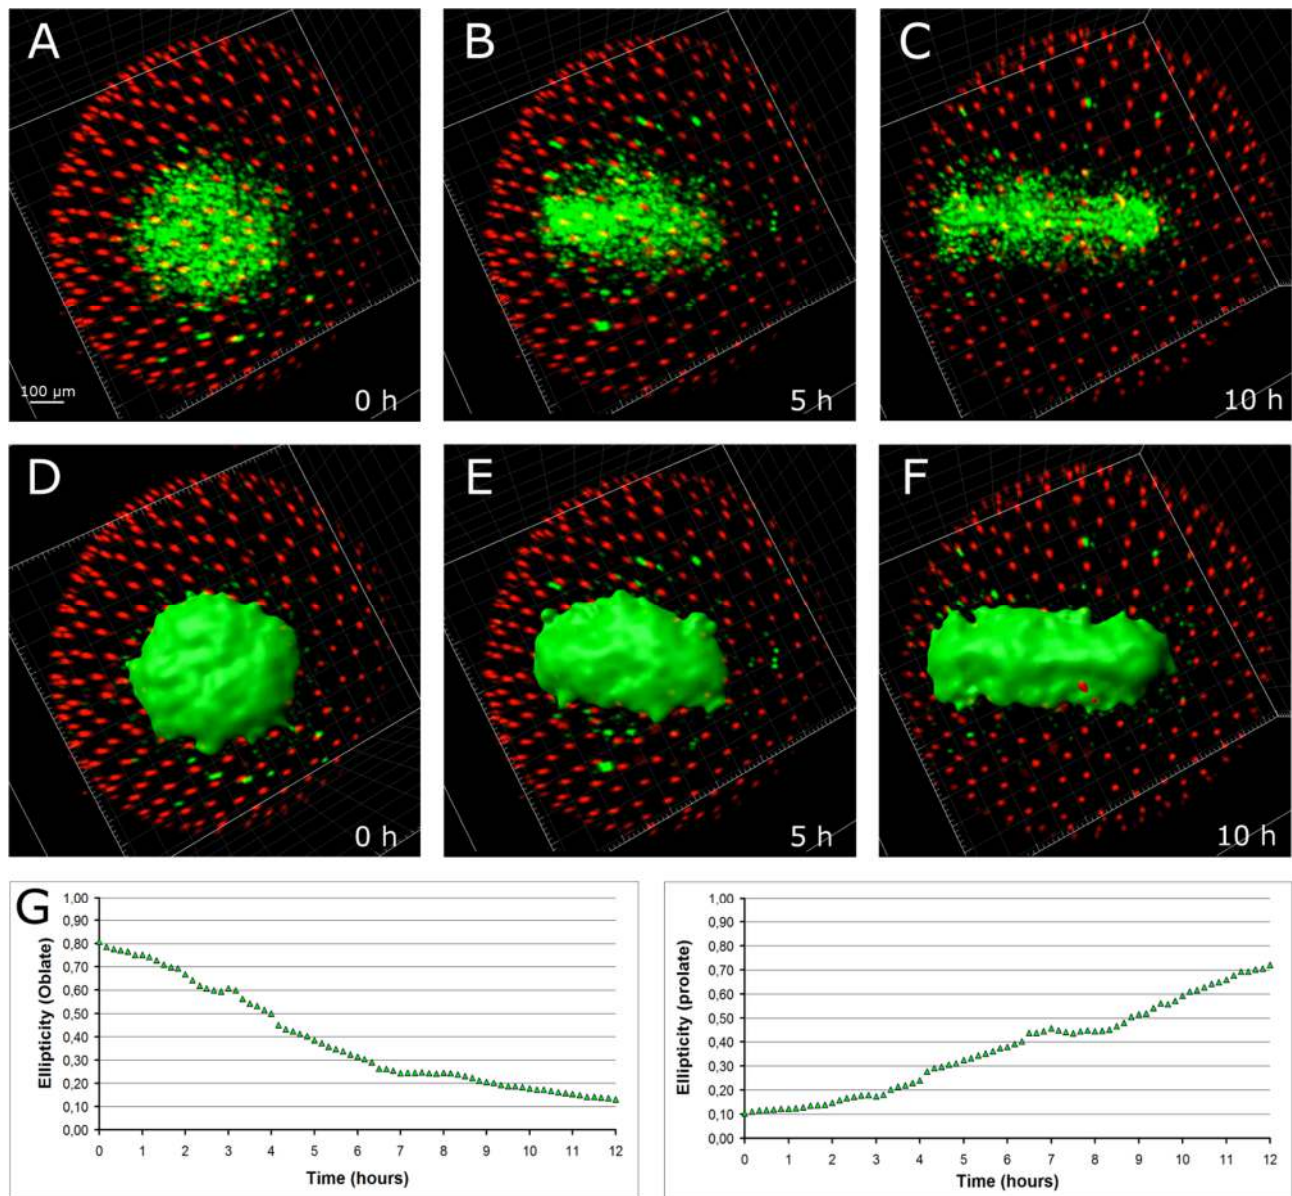 A
B
C
100 µm
0 h
5 h
10 h
D
E
F
0 h
5 h
10 h
G
1,00
0,90
0,80
0,70
0,60
0,50
0,40
0,30
0,20
0,10
0,00
Ellipticity (Oblate)
0 1 2 3 4 5 6 7 8 9 10 11 12
Time (hours)
1,00
0,90
0,80
0,70
0,60
0,50
0,40
0,30
0,20
0,10
0,00
Ellipticity (prolate)
0 1 2 3 4 5 6 7 8 9 10 11 12
Time (hours)